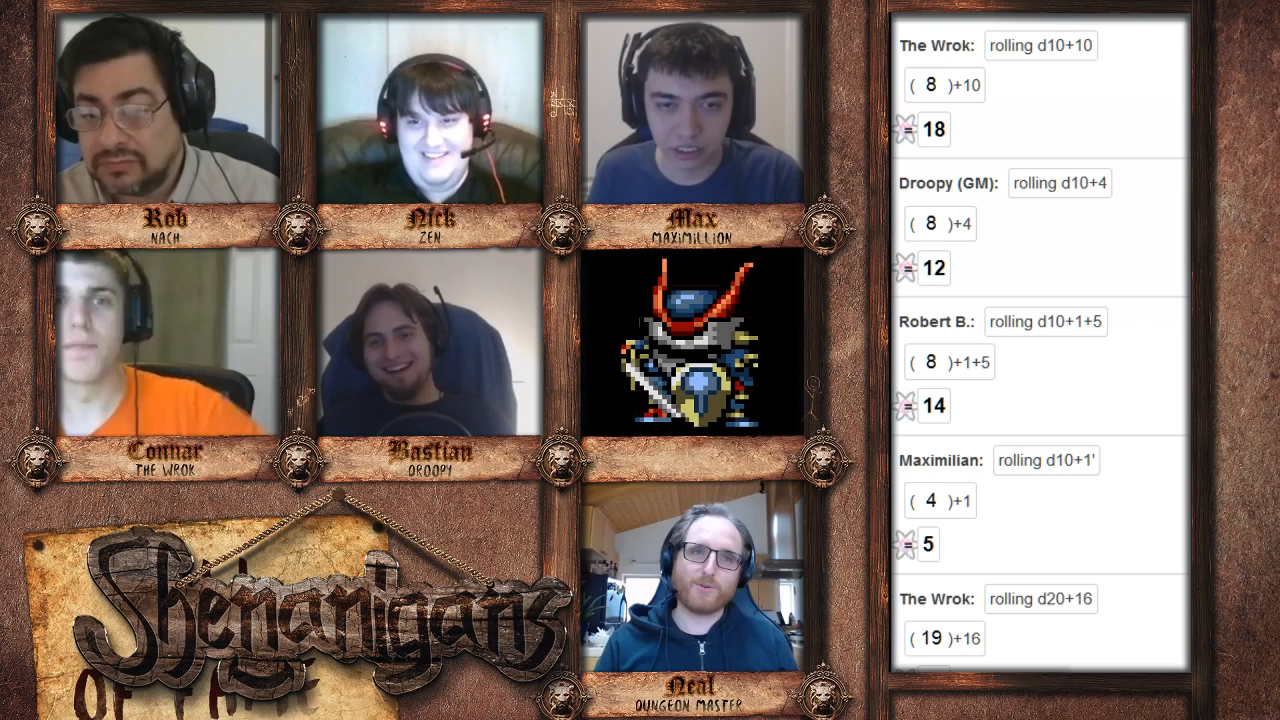 Rob
NACH
Nick
ZEN
Max
MAXIMILLION
Connar
THE WROK
Bastian
DROOPY
Shenanigans
OF
Neal
DUNGEON MASTER
The Wrok: rolling d10+10
( 8 )+10
= 18
Droopy (GM): rolling d10+4
( 8 )+4
= 12
Robert B.: rolling d10+1+5
( 8 )+1+5
= 14
Maximilian: rolling d10+1'
( 4 )+1
= 5
The Wrok: rolling d20+16
( 19 )+16